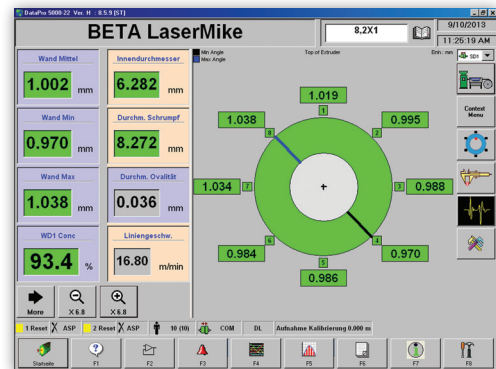 DataPro 5000-22 Ver. H : 8.5.9 [ST]
BETA LaserMike
8,2X1
9/10/2013
11:25:19 AM
Wand Mittel
1.002 mm
Innendurchmesser
6.282 mm
Wand Min
0.970 mm
Durchm. Schrumpf
8.272 mm
Wand Max
1.038 mm
Durchm. Ovalität
0.036 mm
WD1 Conc
93.4 %
Liniengeschw.
16.80 m/min
More
X 6.8
X 6.8
Min Angle
Max Angle
Top of Extruder
Enh.: mm
1.019
1
1.038
8
0.995
2
1.034
7
3
0.988
0.984
6
4
0.970
5
0.986
SD1
Context
Menu
1 Reset ASP 2 Reset ASP 10 (10) COM DL Aufnahme Kalibrierung 0.000 m
Startseite F1 F2 F3 F4 F5 F6 F7 F8